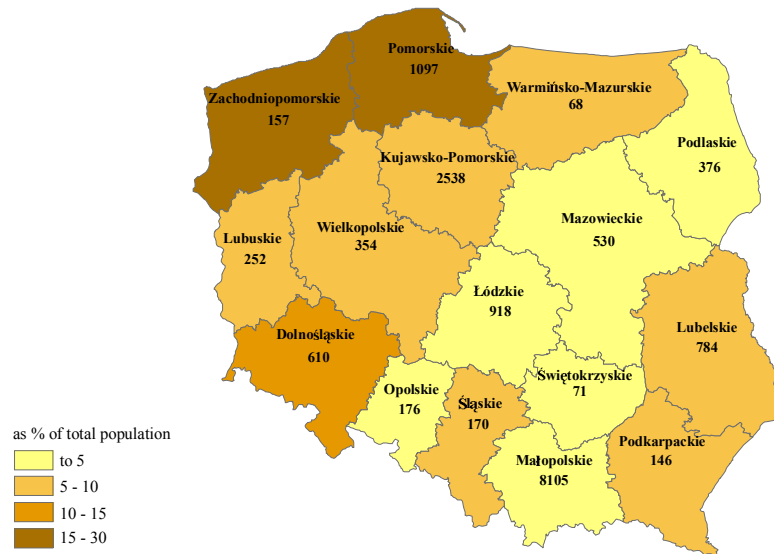 Pomorskie
1097
Zachodniopomorskie
157
Warmińsko-Mazurskie
68
Podlaskie
376
Kujawsko-Pomorskie
2538
Mazowieckie
530
Wielkopolskie
354
Lubuskie
252
Łódzkie
918
Lubelskie
784
Dolnośląskie
610
Opolskie
176
Śląskie
170
Świętokrzyskie
71
Podkarpackie
146
Małopolskie
8105
as % of total population
to 5
5 - 10
10 - 15
15 - 30